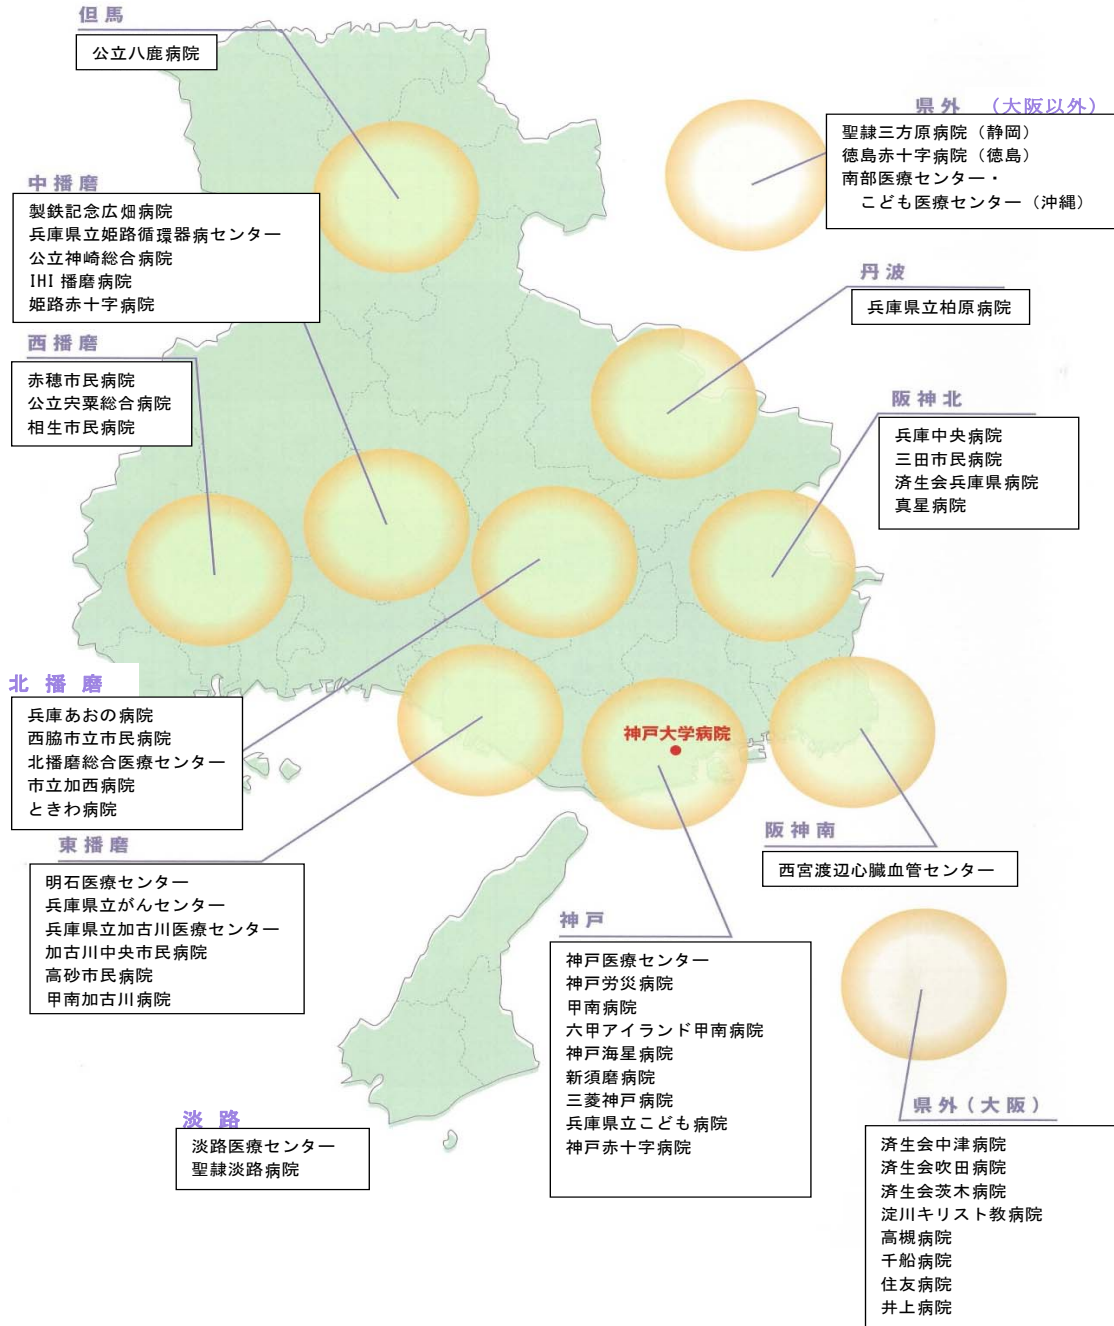 但馬
公立八鹿病院
県外 （大阪以外）
聖隷三方原病院（静岡）
徳島赤十字病院（徳島）
南部医療センター・
こども医療センター（沖縄）
中播磨
製鉄記念広畑病院
兵庫県立姫路循環器病センター
公立神崎総合病院
IHI 播磨病院
姫路赤十字病院
丹波
兵庫県立柏原病院
西播磨
赤穂市民病院
公立宍粟総合病院
相生市民病院
阪神北
兵庫中央病院
三田市民病院
済生会兵庫県病院
真星病院
北播磨
兵庫あおの病院
西脇市立市民病院
北播磨総合医療センター
市立加西病院
ときわ病院
神戸大学病院
東播磨
明石医療センター
兵庫県立がんセンター
兵庫県立加古川医療センター
加古川中央市民病院
高砂市民病院
甲南加古川病院
阪神南
西宮渡辺心臓血管センター
神戸
神戸医療センター
神戸労災病院
甲南病院
六甲アイランド甲南病院
神戸海星病院
新須磨病院
三菱神戸病院
兵庫県立こども病院
神戸赤十字病院
淡路
淡路医療センター
聖隷淡路病院
県外（大阪）
済生会中津病院
済生会吹田病院
済生会茨木病院
淀川キリスト教病院
高槻病院
千船病院
住友病院
井上病院